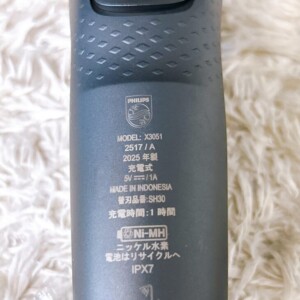 PHILIPS
MODEL: X3051
2517 / A
2025 年製
充電式
5V⎓1A
MADE IN INDONESIA
替刃品番: SH30
充電時間: 1 時間
Ni-MH
ニッケル水素
電池はリサイクルへ
IPX7